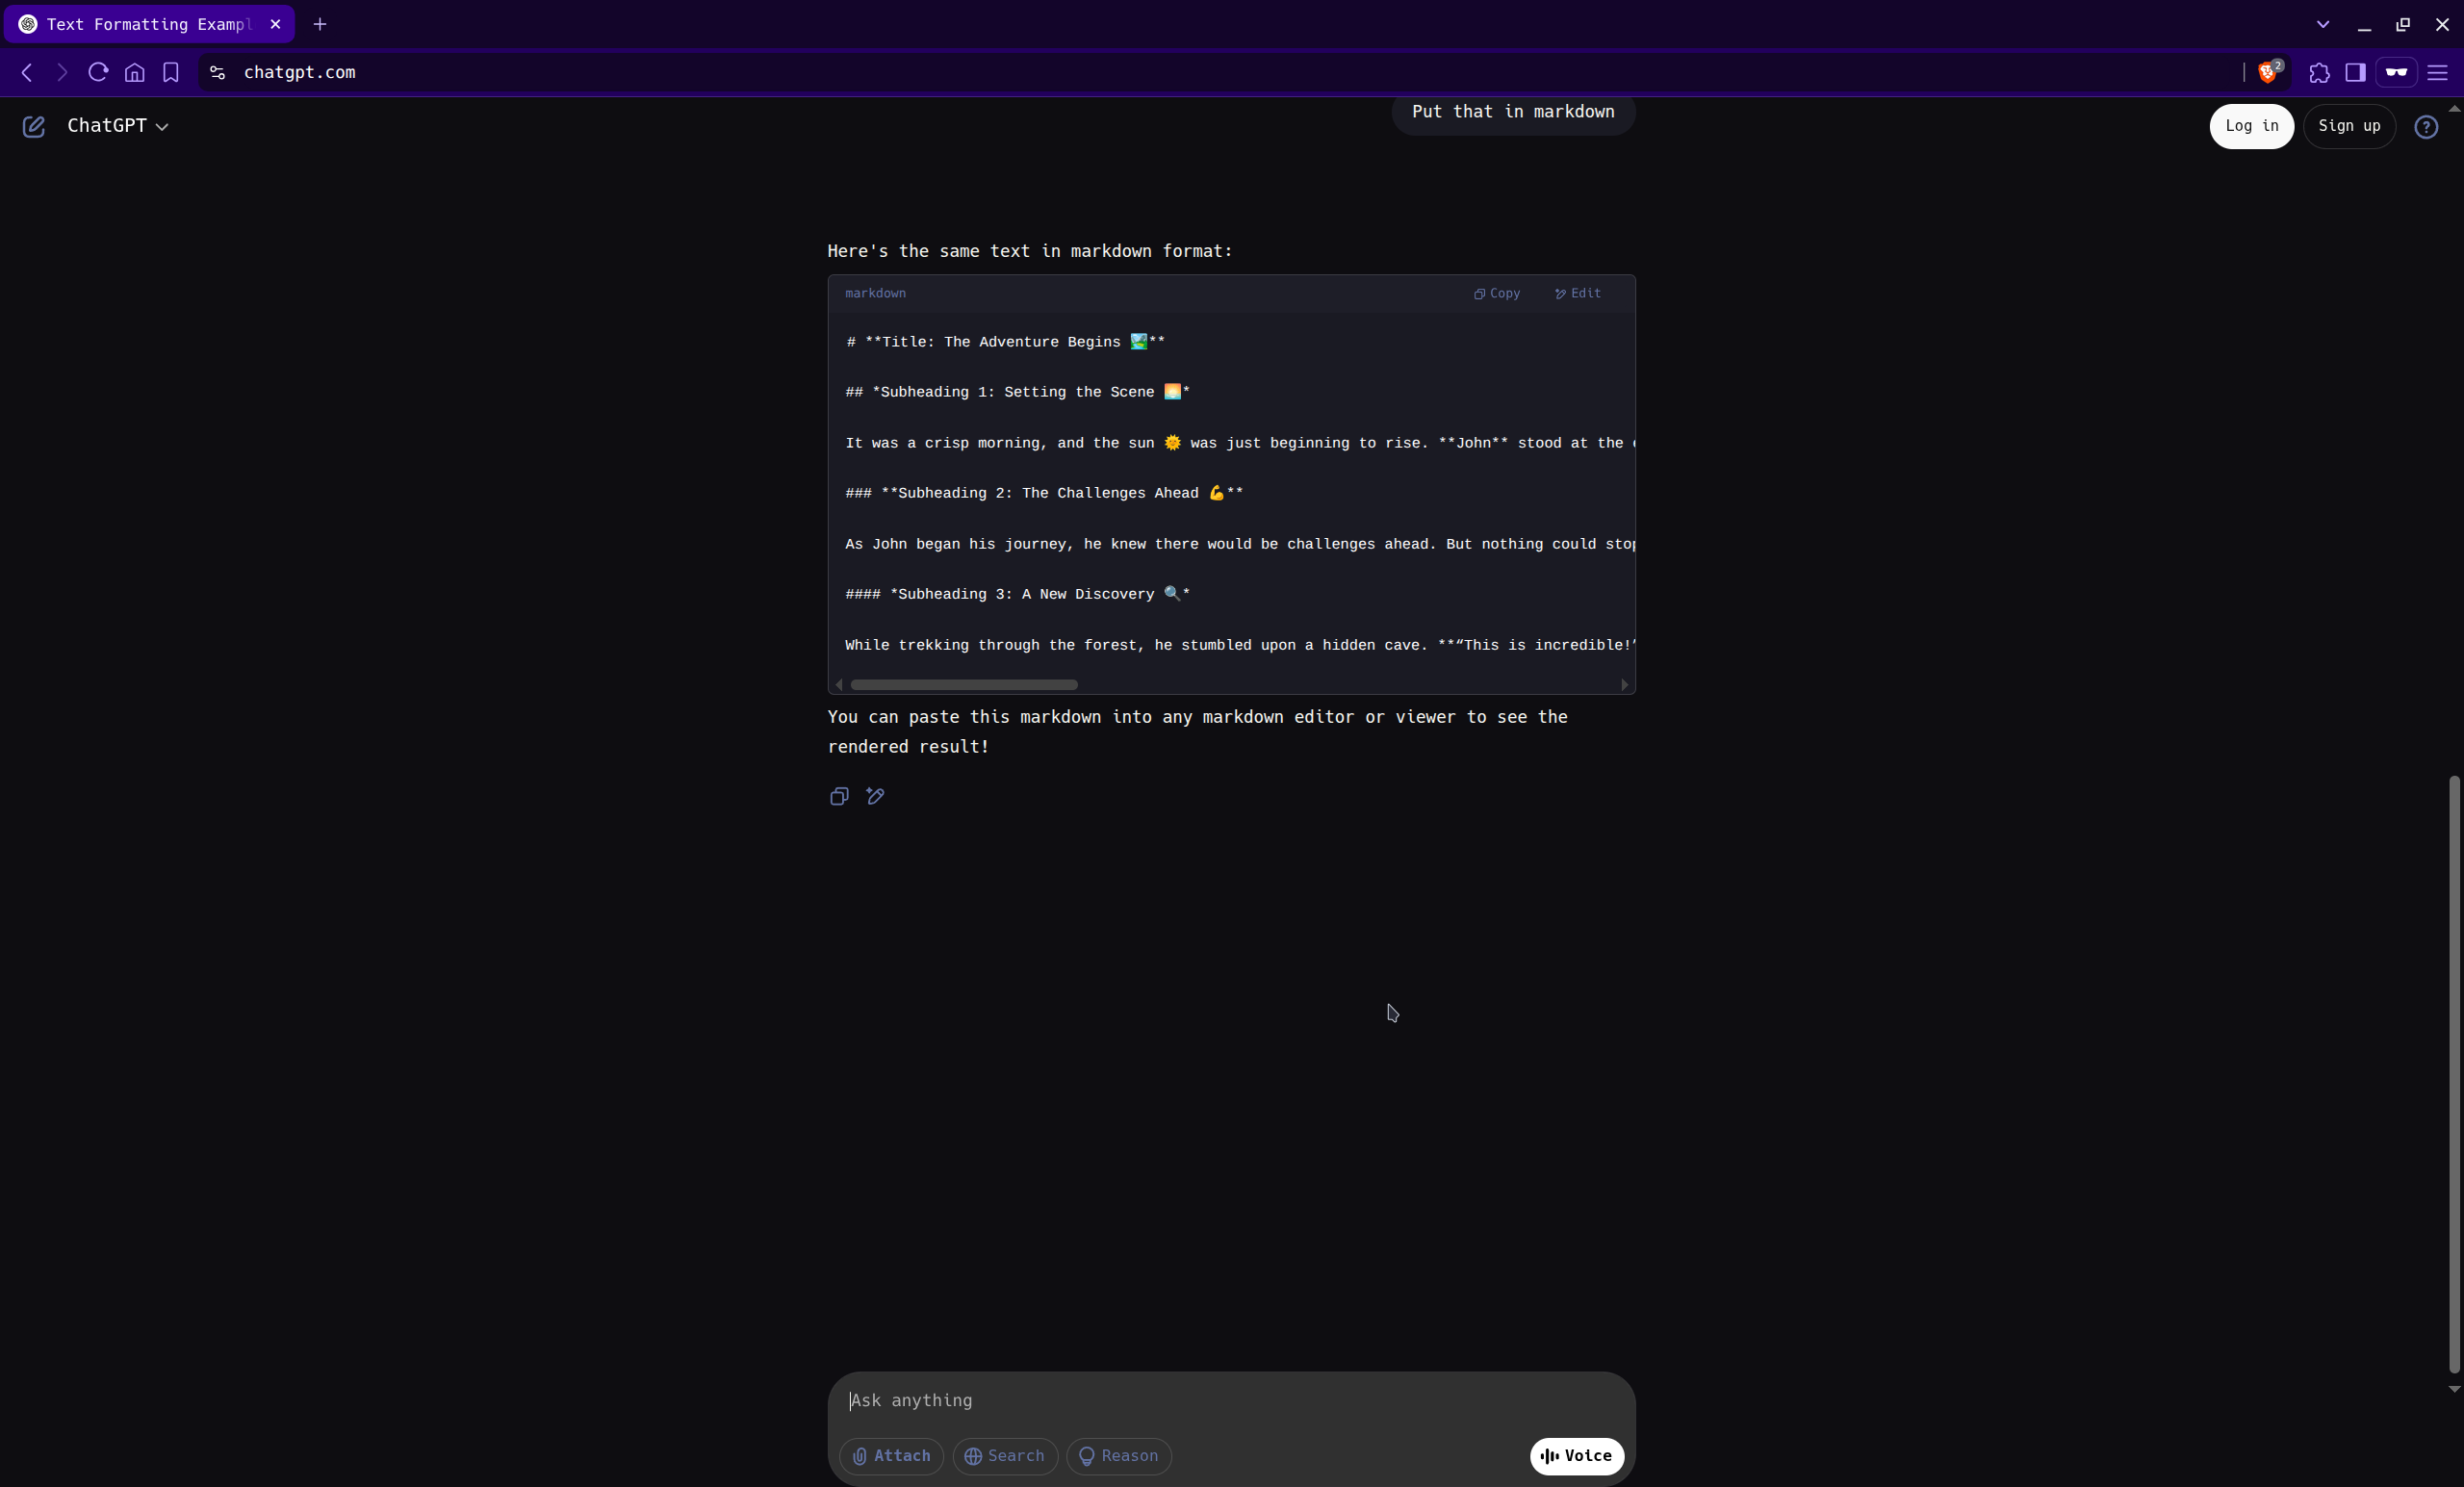 Text Formatting Exampl
chatgpt.com
2
ChatGPT
Put that in markdown
Log in
Sign up
Here's the same text in markdown format:
markdown
Copy
Edit
# **Title: The Adventure Begins 🏞️**
## *Subheading 1: Setting the Scene 🌅*
It was a crisp morning, and the sun 🌞 was just beginning to rise. **John** stood at the
### **Subheading 2: The Challenges Ahead 💪**
As John began his journey, he knew there would be challenges ahead. But nothing could stop
#### *Subheading 3: A New Discovery 🔍*
While trekking through the forest, he stumbled upon a hidden cave. **“This is incredible!”
You can paste this markdown into any markdown editor or viewer to see the
rendered result!
Ask anything
Attach
Search
Reason
Voice